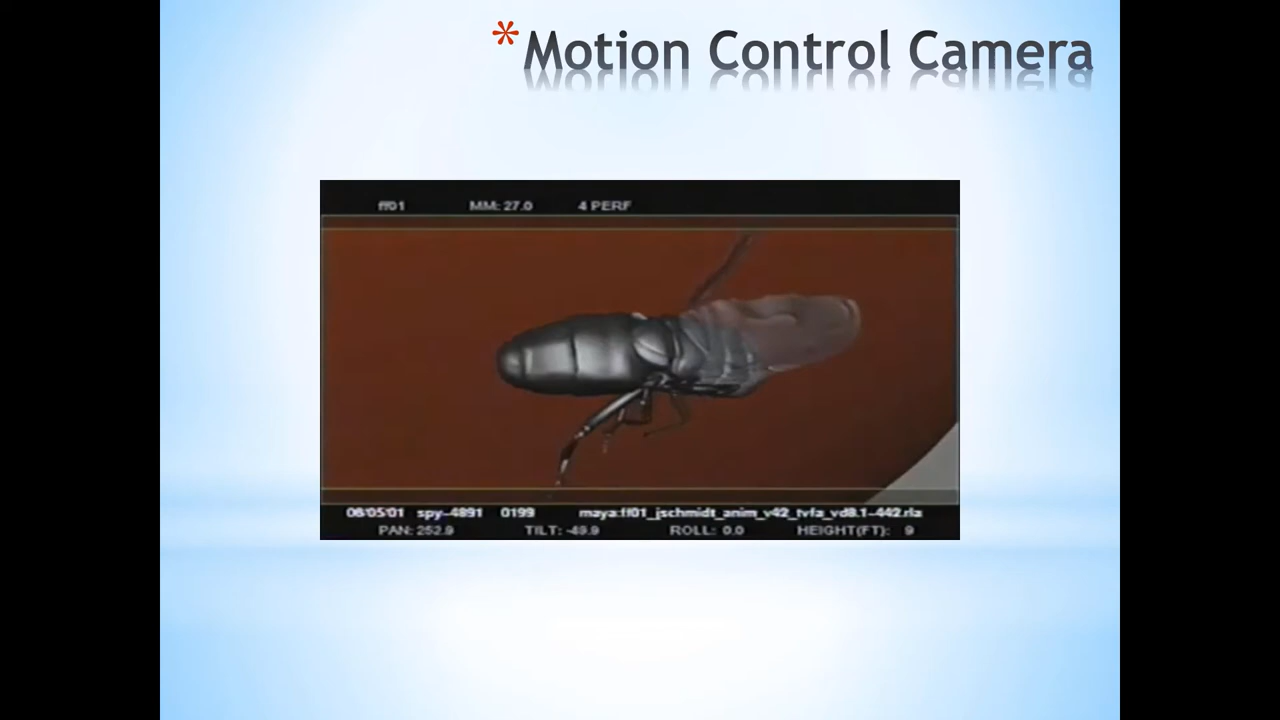 * Motion Control Camera
ff01 MM: 27.0 4 PERF
08/05/01 spy-4891 0199 maya:ff01_jschmidt_anim_v42_tvfa_vd8.1-442.rla
PAN: 252.9 TILT: -49.9 ROLL: 0.0 HEIGHT(FT): 9